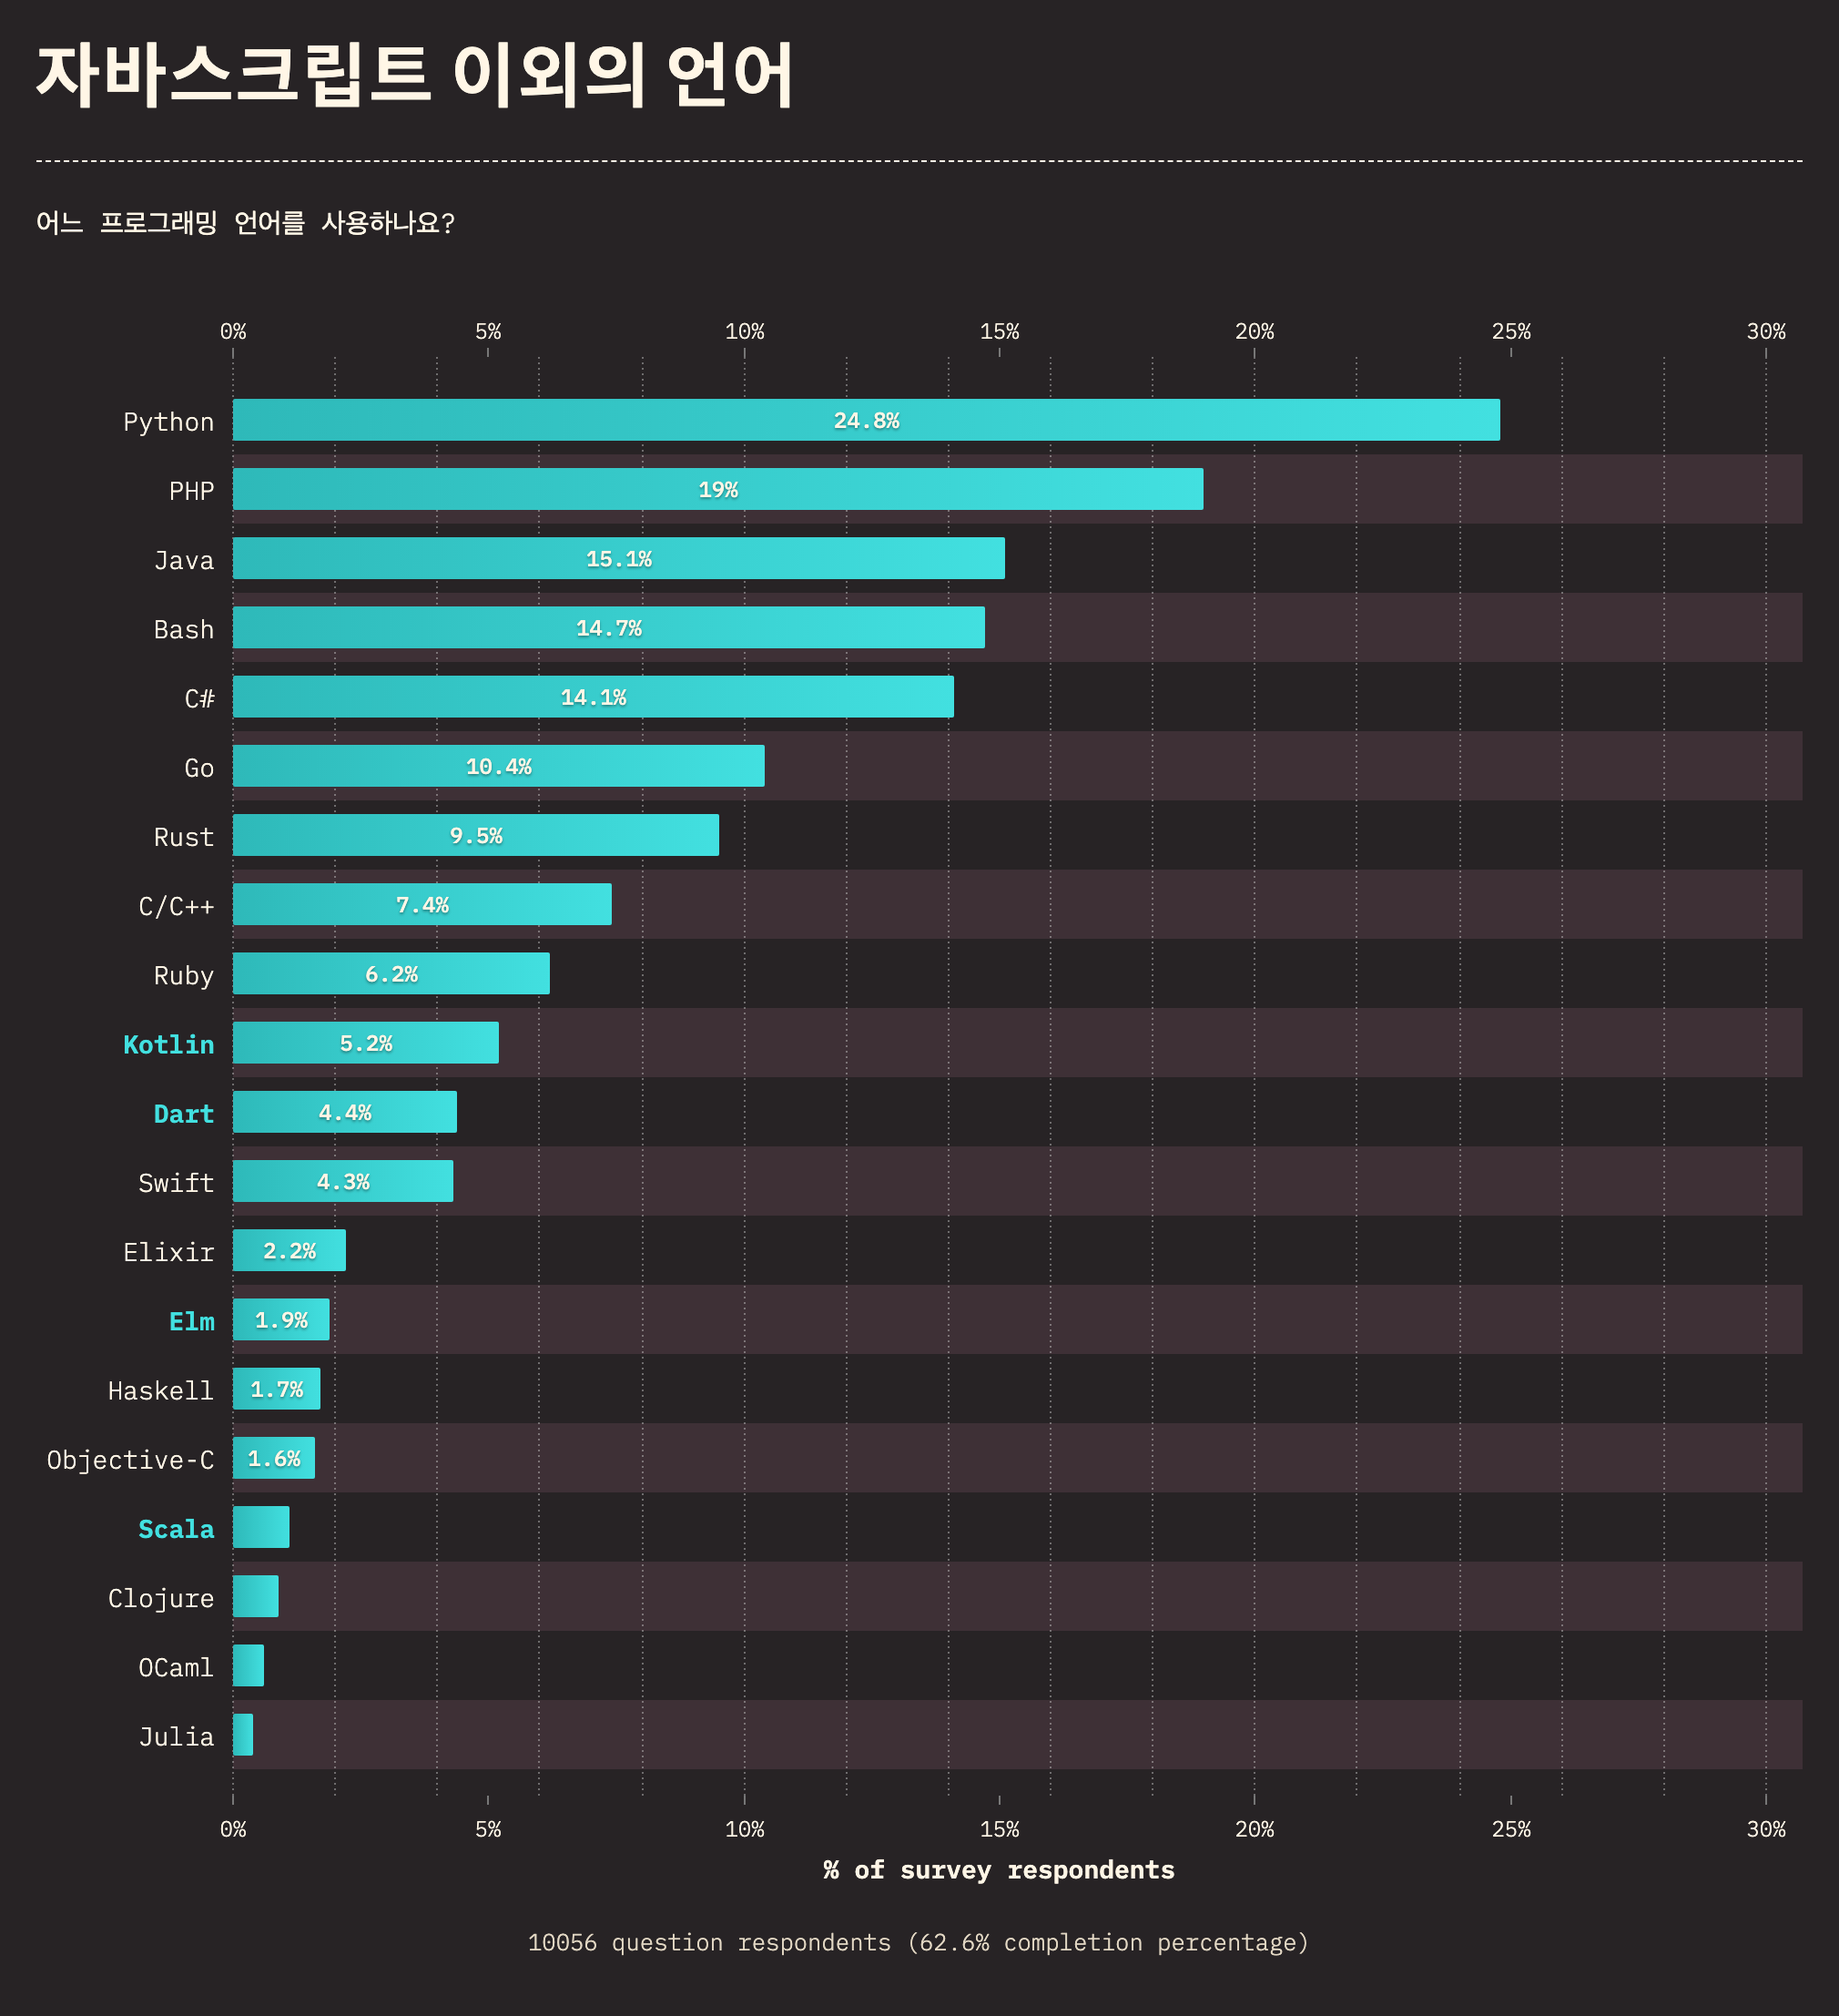 자바스크립트 이외의 언어
어느 프로그래밍 언어를 사용하나요?
0% 5% 10% 15% 20% 25% 30%
Python 24.8%
PHP 19%
Java 15.1%
Bash 14.7%
C# 14.1%
Go 10.4%
Rust 9.5%
C/C++ 7.4%
Ruby 6.2%
Kotlin 5.2%
Dart 4.4%
Swift 4.3%
Elixir 2.2%
Elm 1.9%
Haskell 1.7%
Objective-C 1.6%
Scala
Clojure
OCaml
Julia
0% 5% 10% 15% 20% 25% 30%
% of survey respondents
10056 question respondents (62.6% completion percentage)